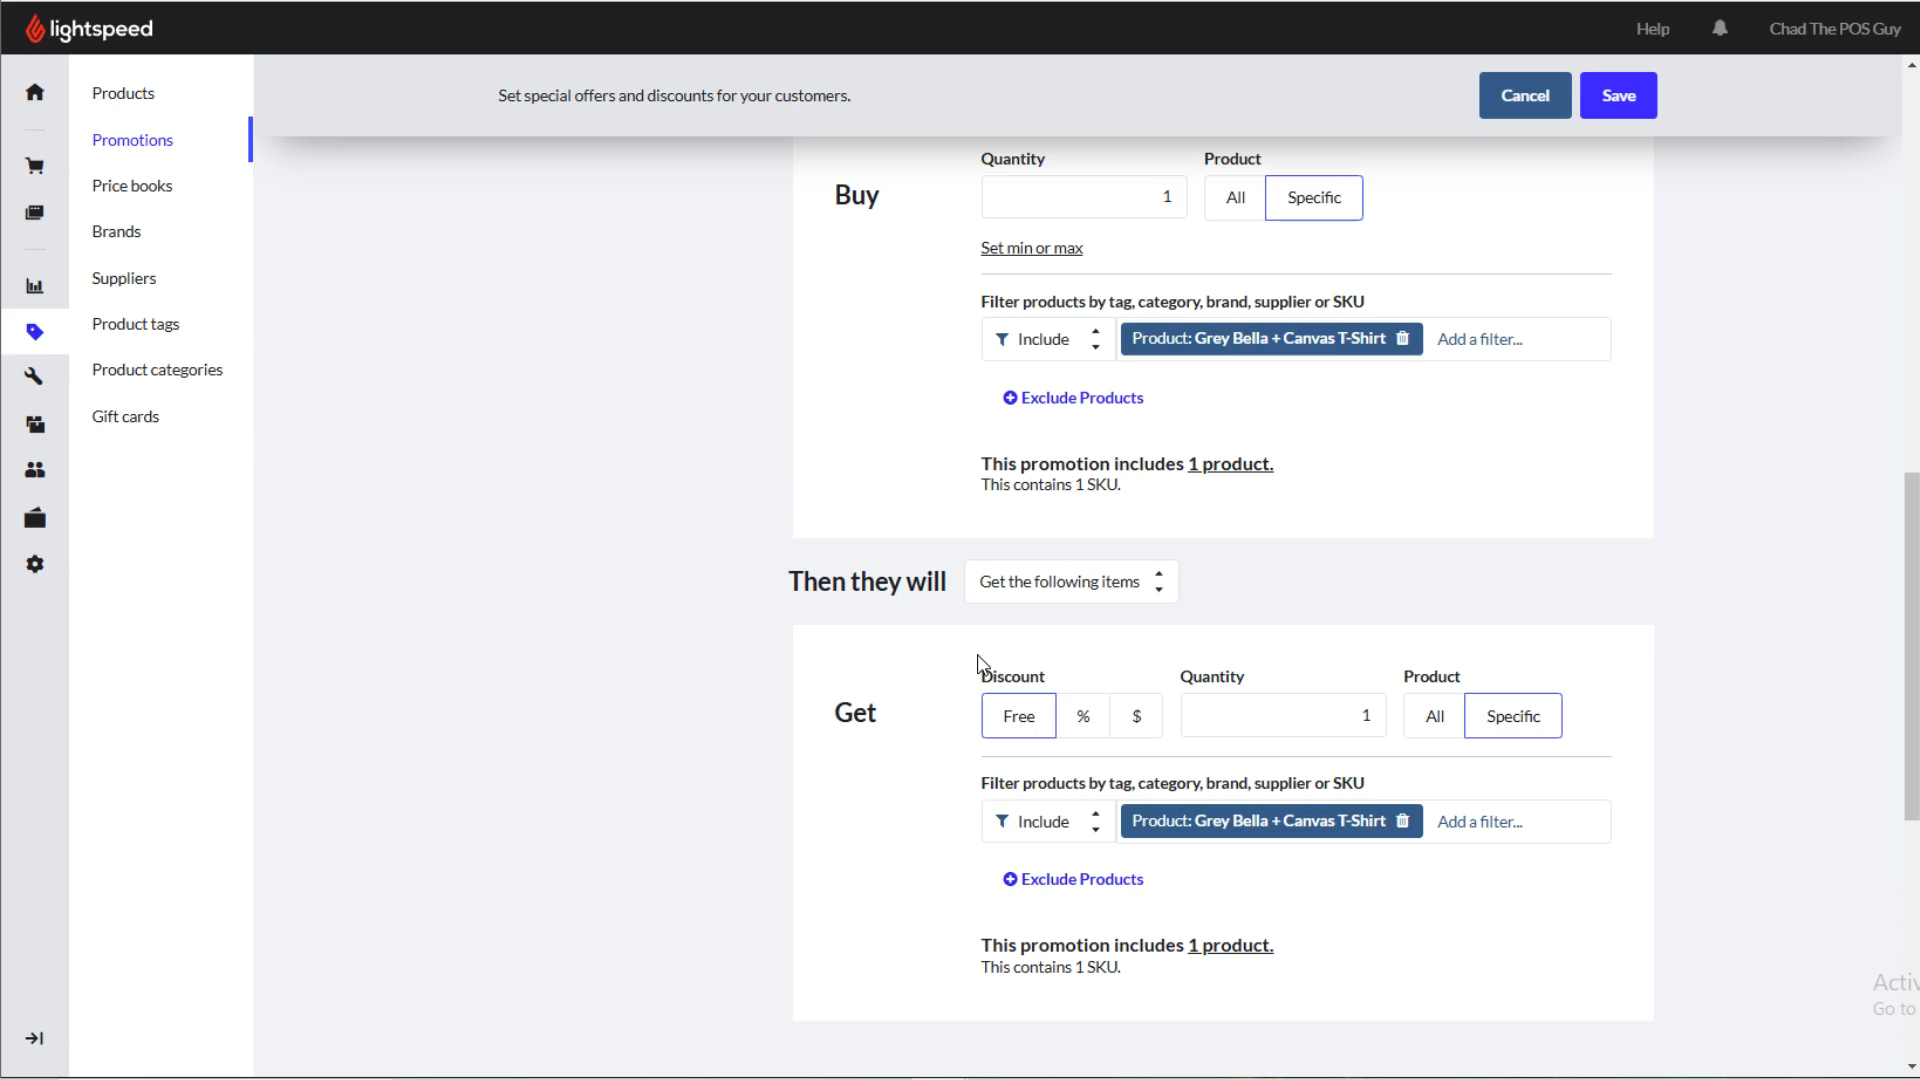 lightspeed
Help
Chad The POS Guy
Products
Promotions
Price books
Brands
Suppliers
Product tags
Product categories
Gift cards
Set special offers and discounts for your customers.
Cancel
Save
Buy
Quantity
Product
1
All
Specific
Set min or max
Filter products by tag, category, brand, supplier or SKU
Include
Product: Grey Bella + Canvas T-Shirt
Add a filter...
Exclude Products
This promotion includes 1 product.
This contains 1 SKU.
Then they will
Get the following items
Get
Discount
Quantity
Product
Free
%
$
1
All
Specific
Filter products by tag, category, brand, supplier or SKU
Include
Product: Grey Bella + Canvas T-Shirt
Add a filter...
Exclude Products
This promotion includes 1 product.
This contains 1 SKU.
Activ
Go to